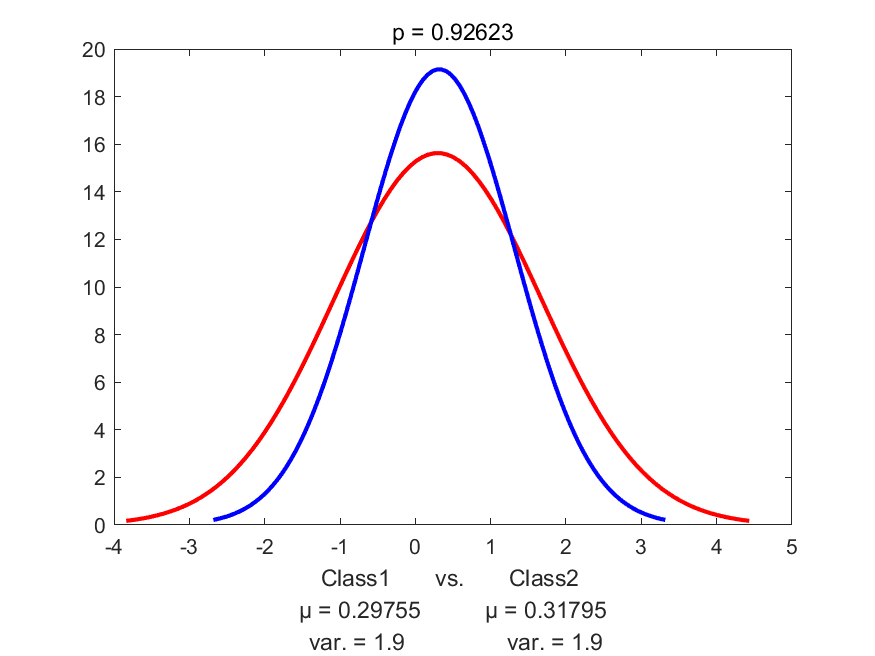 p = 0.92623
20
18
16
14
12
10
8
6
4
2
0
-4 -3 -2 -1 0 1 2 3 4 5
Class1 vs. Class2
μ = 0.29755 μ = 0.31795
var. = 1.9 var. = 1.9